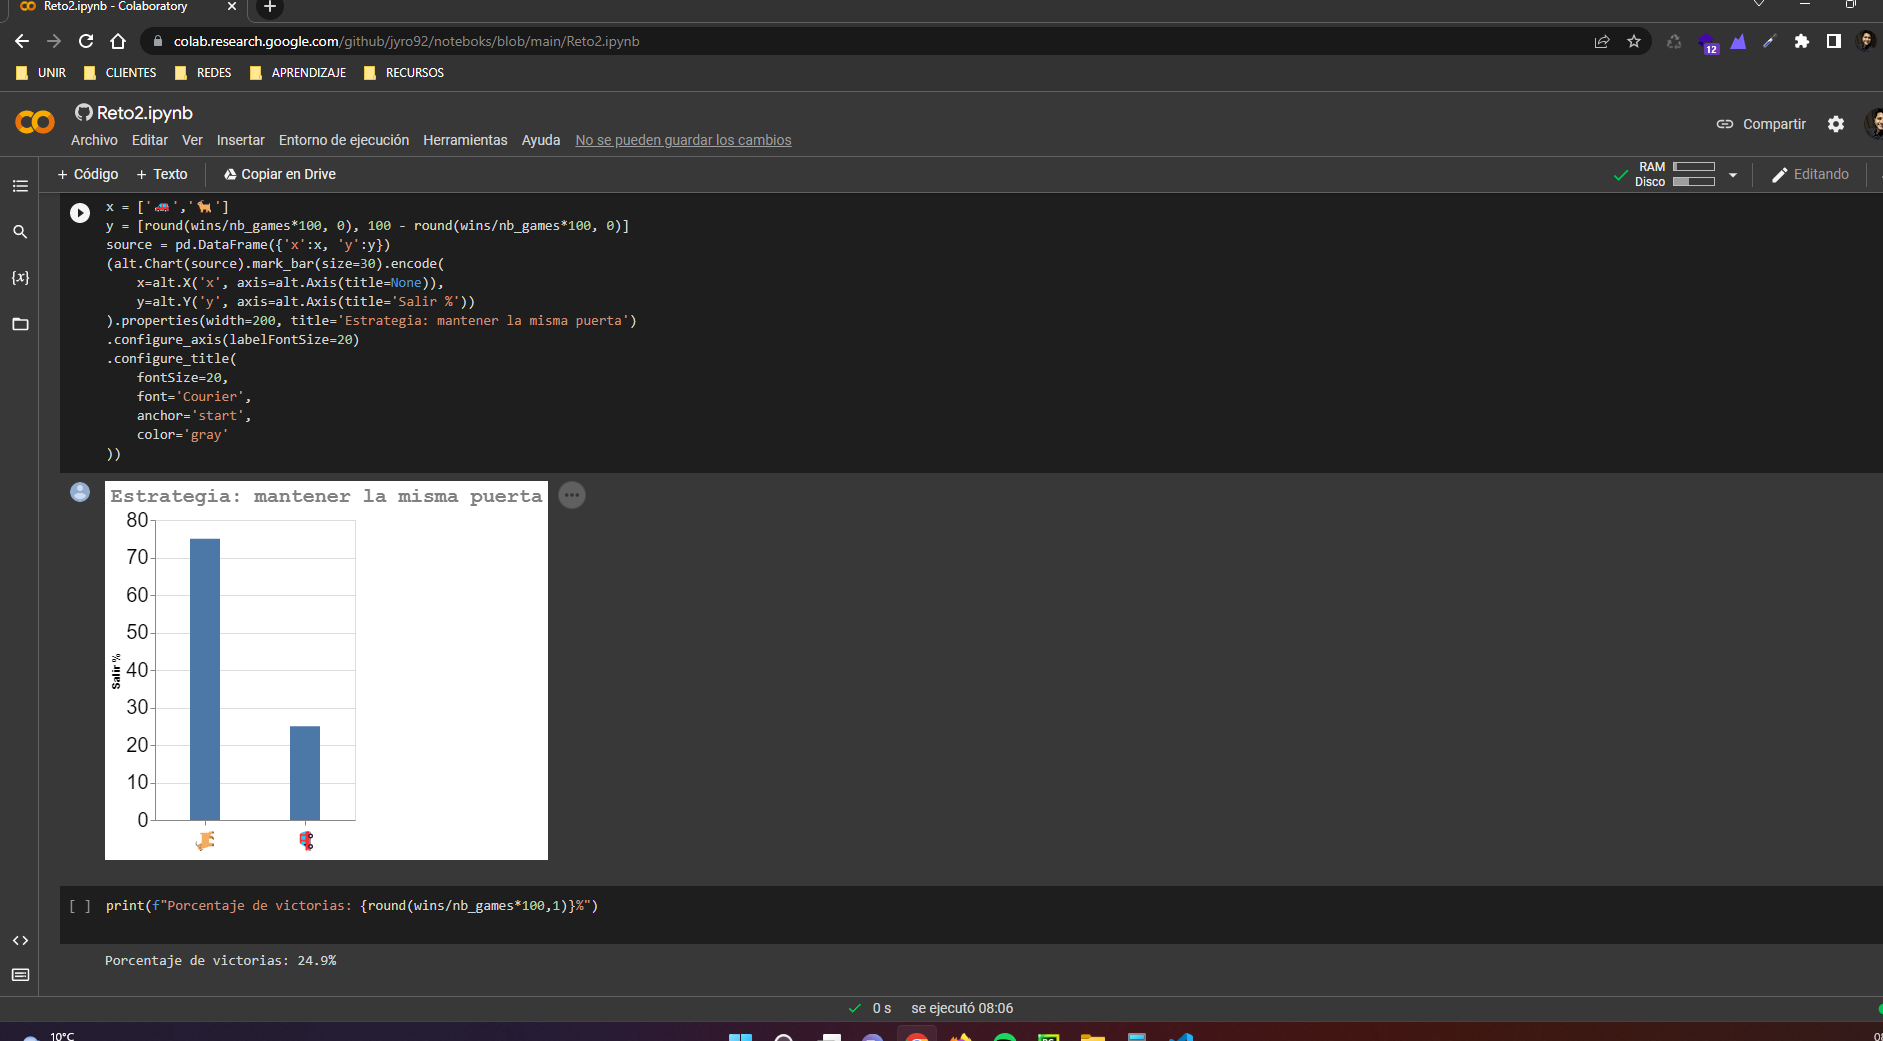 Reto2.ipynb - Colaboratory
colab.research.google.com/github/jyro92/noteboks/blob/main/Reto2.ipynb
12
UNIR CLIENTES REDES APRENDIZAJE RECURSOS
Reto2.ipynb
Archivo Editar Ver Insertar Entorno de ejecución Herramientas Ayuda No se pueden guardar los cambios
Compartir
+ Código + Texto Copiar en Drive
RAM
Disco
Editando
x = ['🚗','🐐']
y = [round(wins/nb_games*100, 0), 100 - round(wins/nb_games*100, 0)]
source = pd.DataFrame({'x':x, 'y':y})
(alt.Chart(source).mark_bar(size=30).encode(
x=alt.X('x', axis=alt.Axis(title=None)),
y=alt.Y('y', axis=alt.Axis(title='Salir %'))
).properties(width=200, title='Estrategia: mantener la misma puerta')
.configure_axis(labelFontSize=20)
.configure_title(
fontSize=20,
font='Courier',
anchor='start',
color='gray'
))
Estrategia: mantener la misma puerta
80
70
60
50
40
30
20
10
0
Salir %
[ ] print(f"Porcentaje de victorias: {round(wins/nb_games*100,1)}%")
Porcentaje de victorias: 24.9%
0 s se ejecutó 08:06
10°C